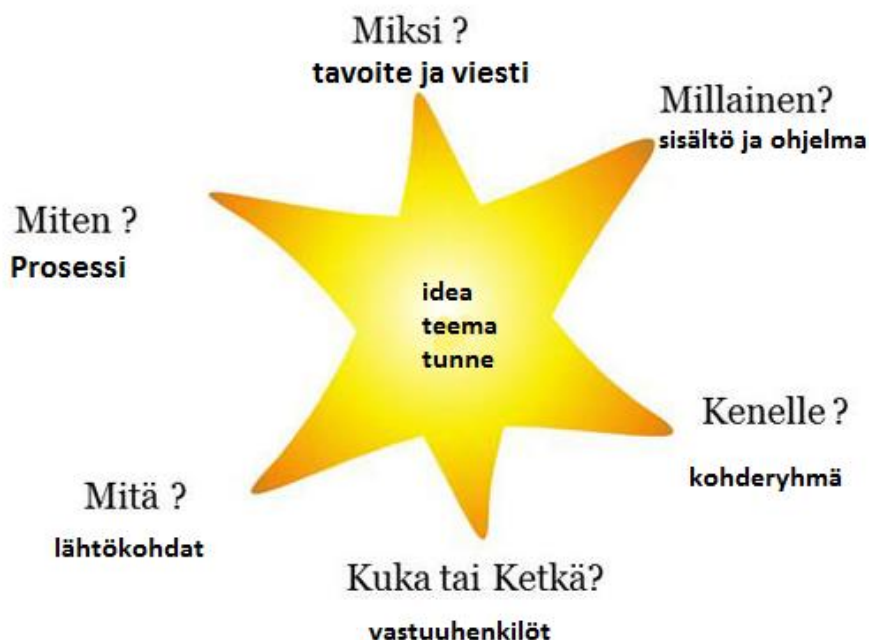 Miksi ?
tavoite ja viesti
Millainen?
sisältö ja ohjelma
Miten ?
Prosessi
idea
teema
tunne
Kenelle ?
kohderyhmä
Mitä ?
lähtökohdat
Kuka tai Ketkä?
vastuuhenkilöt